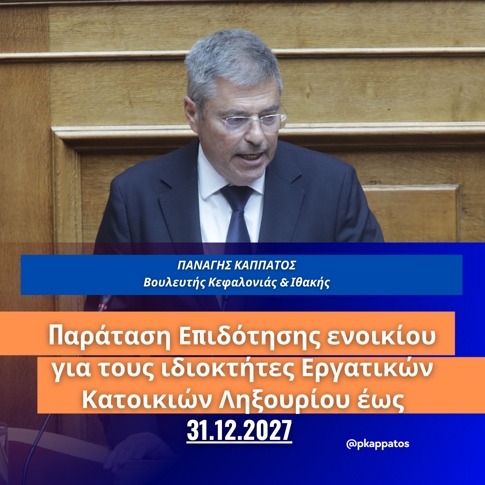 ΠΑΝΑΓΗΣ ΚΑΠΠΑΤΟΣ
Βουλευτής Κεφαλονιάς & Ιθακής
Παράταση Επιδότησης ενοικίου
για τους ιδιοκτήτες Εργατικών
Κατοικιών Ληξουρίου έως
31.12.2027
@pkappatos